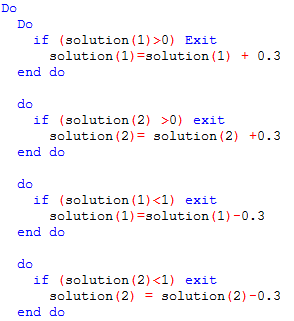 Do
Do
if (solution(1)>0) Exit
solution(1)=solution(1) + 0.3
end do
do
if (solution(2) >0) exit
solution(2)= solution(2) +0.3
end do
do
if (solution(1)<1) exit
solution(1)=solution(1)-0.3
end do
do
if (solution(2)<1) exit
solution(2) = solution(2)-0.3
end do